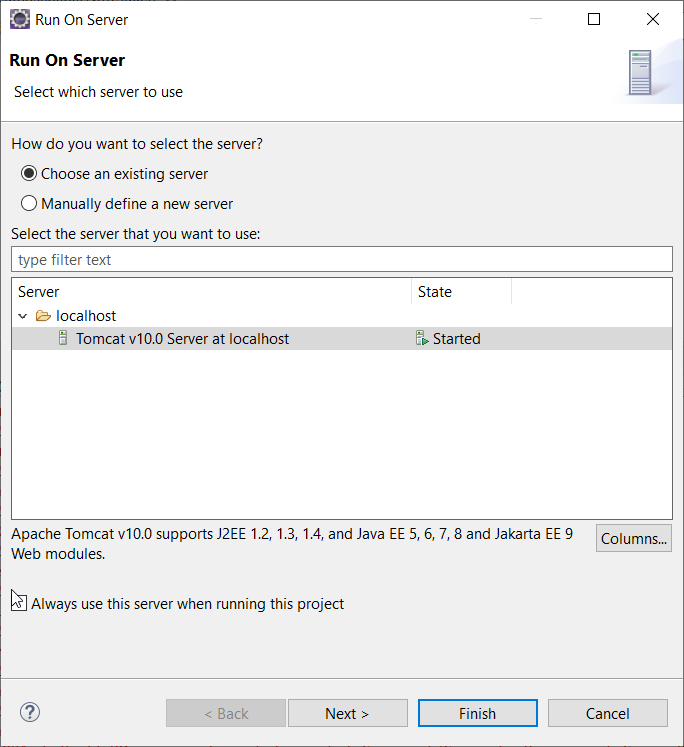 Run On Server
Run On Server
Select which server to use
How do you want to select the server?
Choose an existing server
Manually define a new server
Select the server that you want to use:
type filter text
Server State
localhost
Tomcat v10.0 Server at localhost Started
Apache Tomcat v10.0 supports J2EE 1.2, 1.3, 1.4, and Java EE 5, 6, 7, 8 and Jakarta EE 9
Web modules.
Columns...
Always use this server when running this project
? < Back Next > Finish Cancel